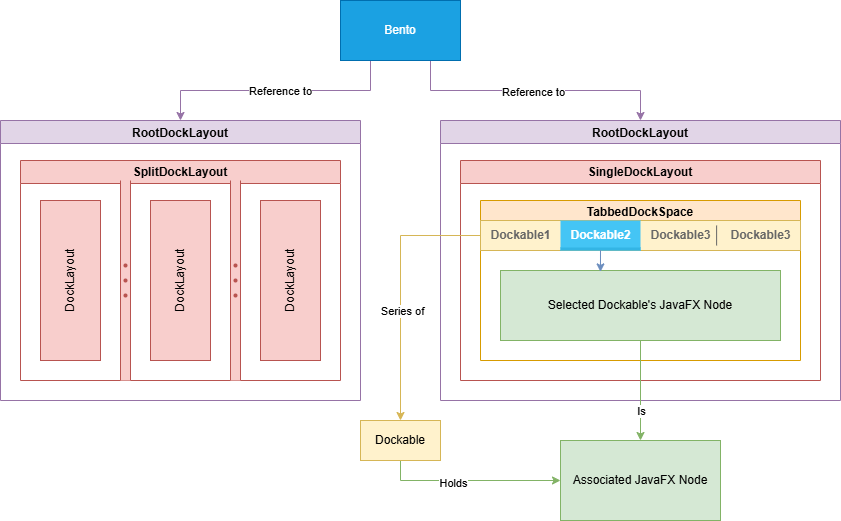 Bento
Reference to
Reference to
RootDockLayout
SplitDockLayout
DockLayout
DockLayout
DockLayout
RootDockLayout
SingleDockLayout
TabbedDockSpace
Dockable1 Dockable2 Dockable3 Dockable3
Selected Dockable's JavaFX Node
Series of
Is
Dockable
Holds
Associated JavaFX Node